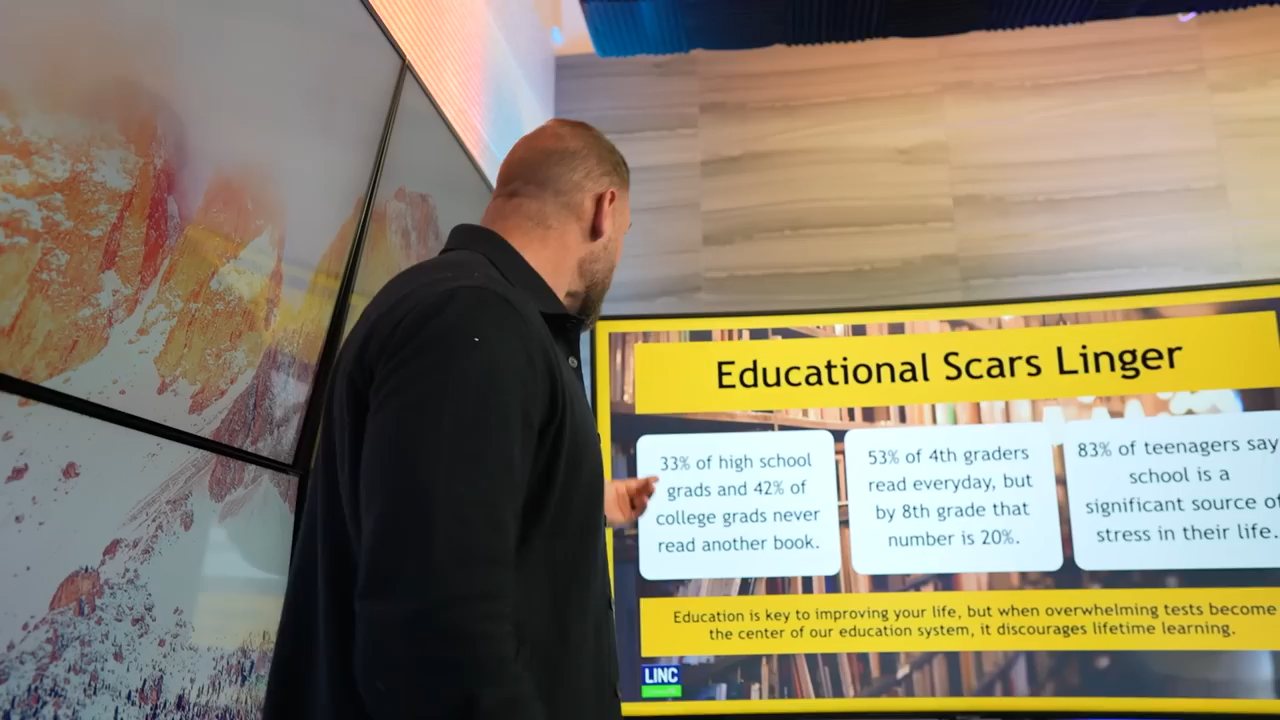 Educational Scars Linger
33% of high school
grads and 42% of
college grads never
read another book.
53% of 4th graders
read everyday, but
by 8th grade that
number is 20%.
83% of teenagers say
school is a
significant source of
stress in their life.
Education is key to improving your life, but when overwhelming tests become
the center of our education system, it discourages lifetime learning.
LINC